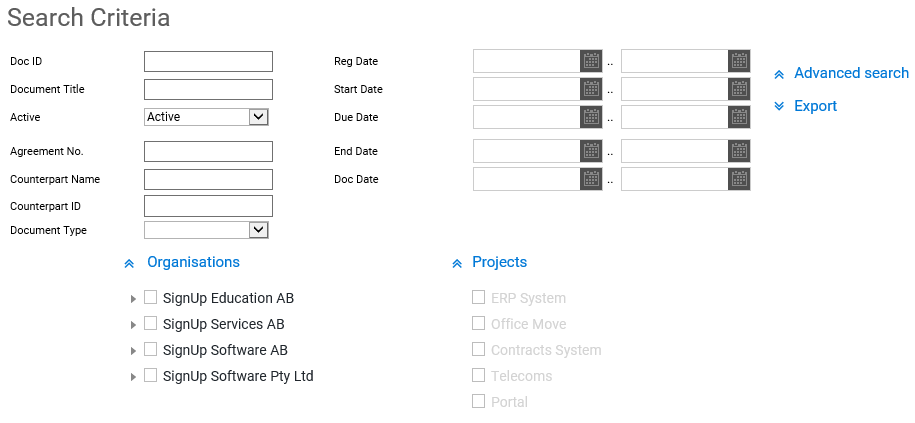 Search Criteria
Doc ID
Document Title
Active Active
Agreement No.
Counterpart Name
Counterpart ID
Document Type
Reg Date ..
Start Date ..
Due Date ..
End Date ..
Doc Date ..
Advanced search
Export
Organisations
SignUp Education AB
SignUp Services AB
SignUp Software AB
SignUp Software Pty Ltd
Projects
ERP System
Office Move
Contracts System
Telecoms
Portal